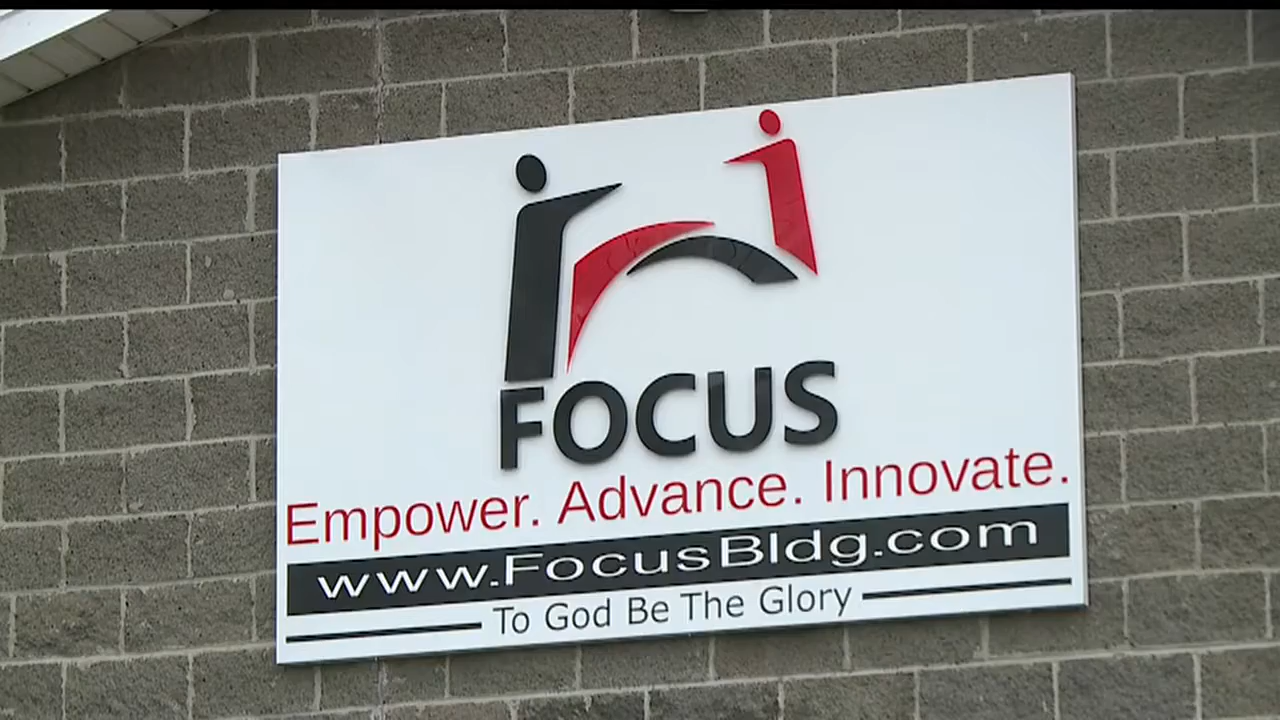 FOCUS
Empower. Advance. Innovate.
www.FocusBldg.com
To God Be The Glory